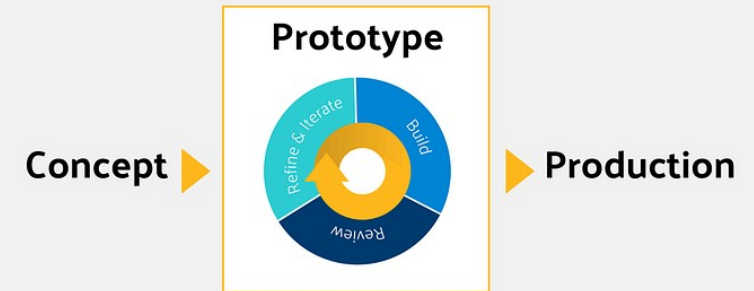 Prototype
Refine & Iterate
Build
Concept
Production
Review